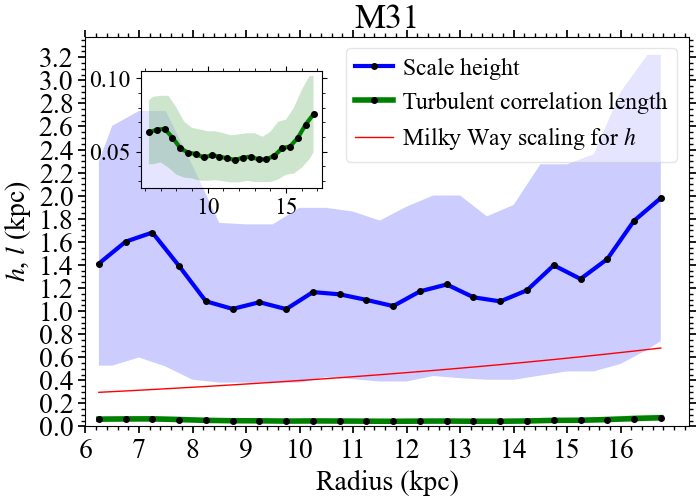 M31
h, l (kpc)
3.2
3.0
2.8
2.6
2.4
2.2
2.0
1.8
1.6
1.4
1.2
1.0
0.8
0.6
0.4
0.2
0.0
0.10
0.05
10 15
Scale height
Turbulent correlation length
Milky Way scaling for h
6 7 8 9 10 11 12 13 14 15 16
Radius (kpc)